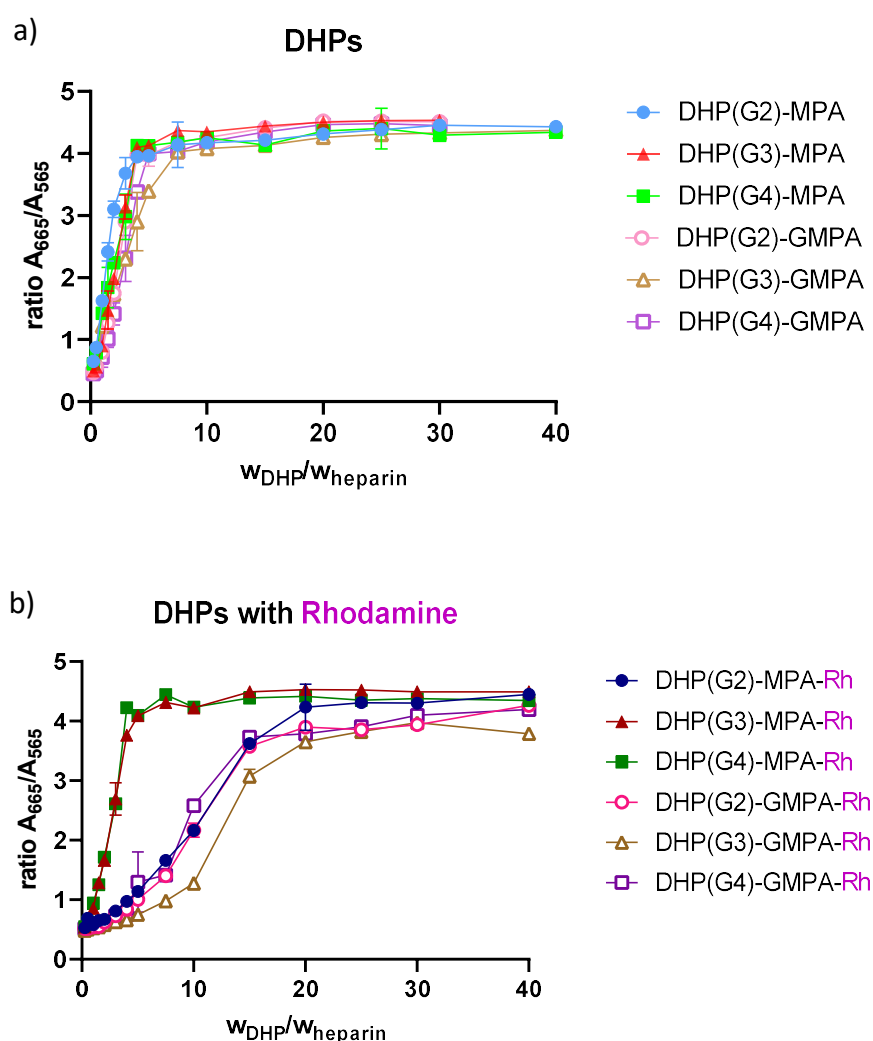 a)
DHPs
ratio A665/A565
5
4
3
2
1
0
0 10 20 30 40
wDHP/wheparin
DHP(G2)-MPA
DHP(G3)-MPA
DHP(G4)-MPA
DHP(G2)-GMPA
DHP(G3)-GMPA
DHP(G4)-GMPA
b)
DHPs with Rhodamine
ratio A665/A565
5
4
3
2
1
0
0 10 20 30 40
wDHP/wheparin
DHP(G2)-MPA-Rh
DHP(G3)-MPA-Rh
DHP(G4)-MPA-Rh
DHP(G2)-GMPA-Rh
DHP(G3)-GMPA-Rh
DHP(G4)-GMPA-Rh